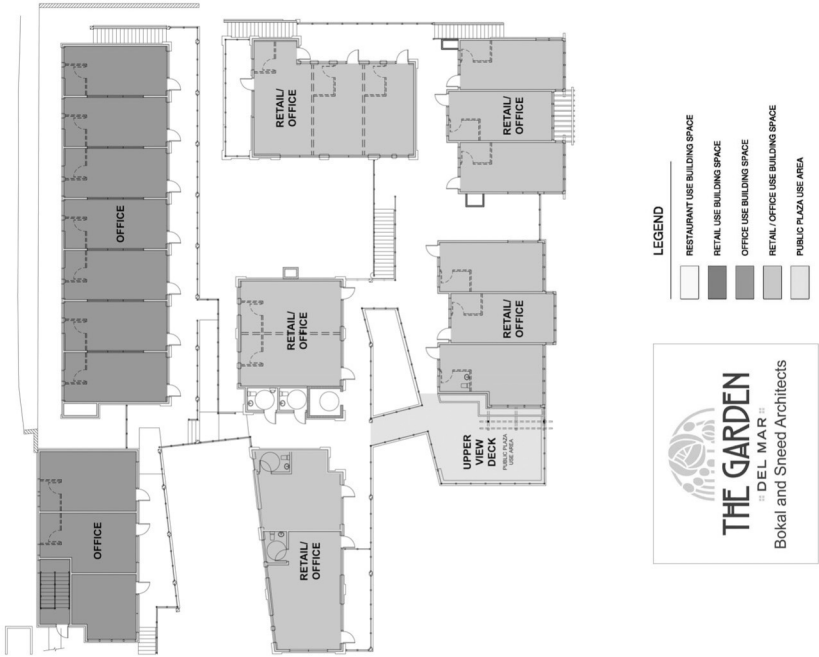 OFFICE
OFFICE
RETAIL/
OFFICE
RETAIL/
OFFICE
RETAIL/
OFFICE
RETAIL/
OFFICE
RETAIL/
OFFICE
UPPER
VIEW
DECK
PUBLIC PLAZA
USE AREA
LEGEND
RESTAURANT USE BUILDING SPACE
RETAIL USE BUILDING SPACE
OFFICE USE BUILDING SPACE
RETAIL / OFFICE USE BUILDING SPACE
PUBLIC PLAZA USE AREA
THE GARDEN
:: DEL MAR ::
Bokal and Sneed Architects